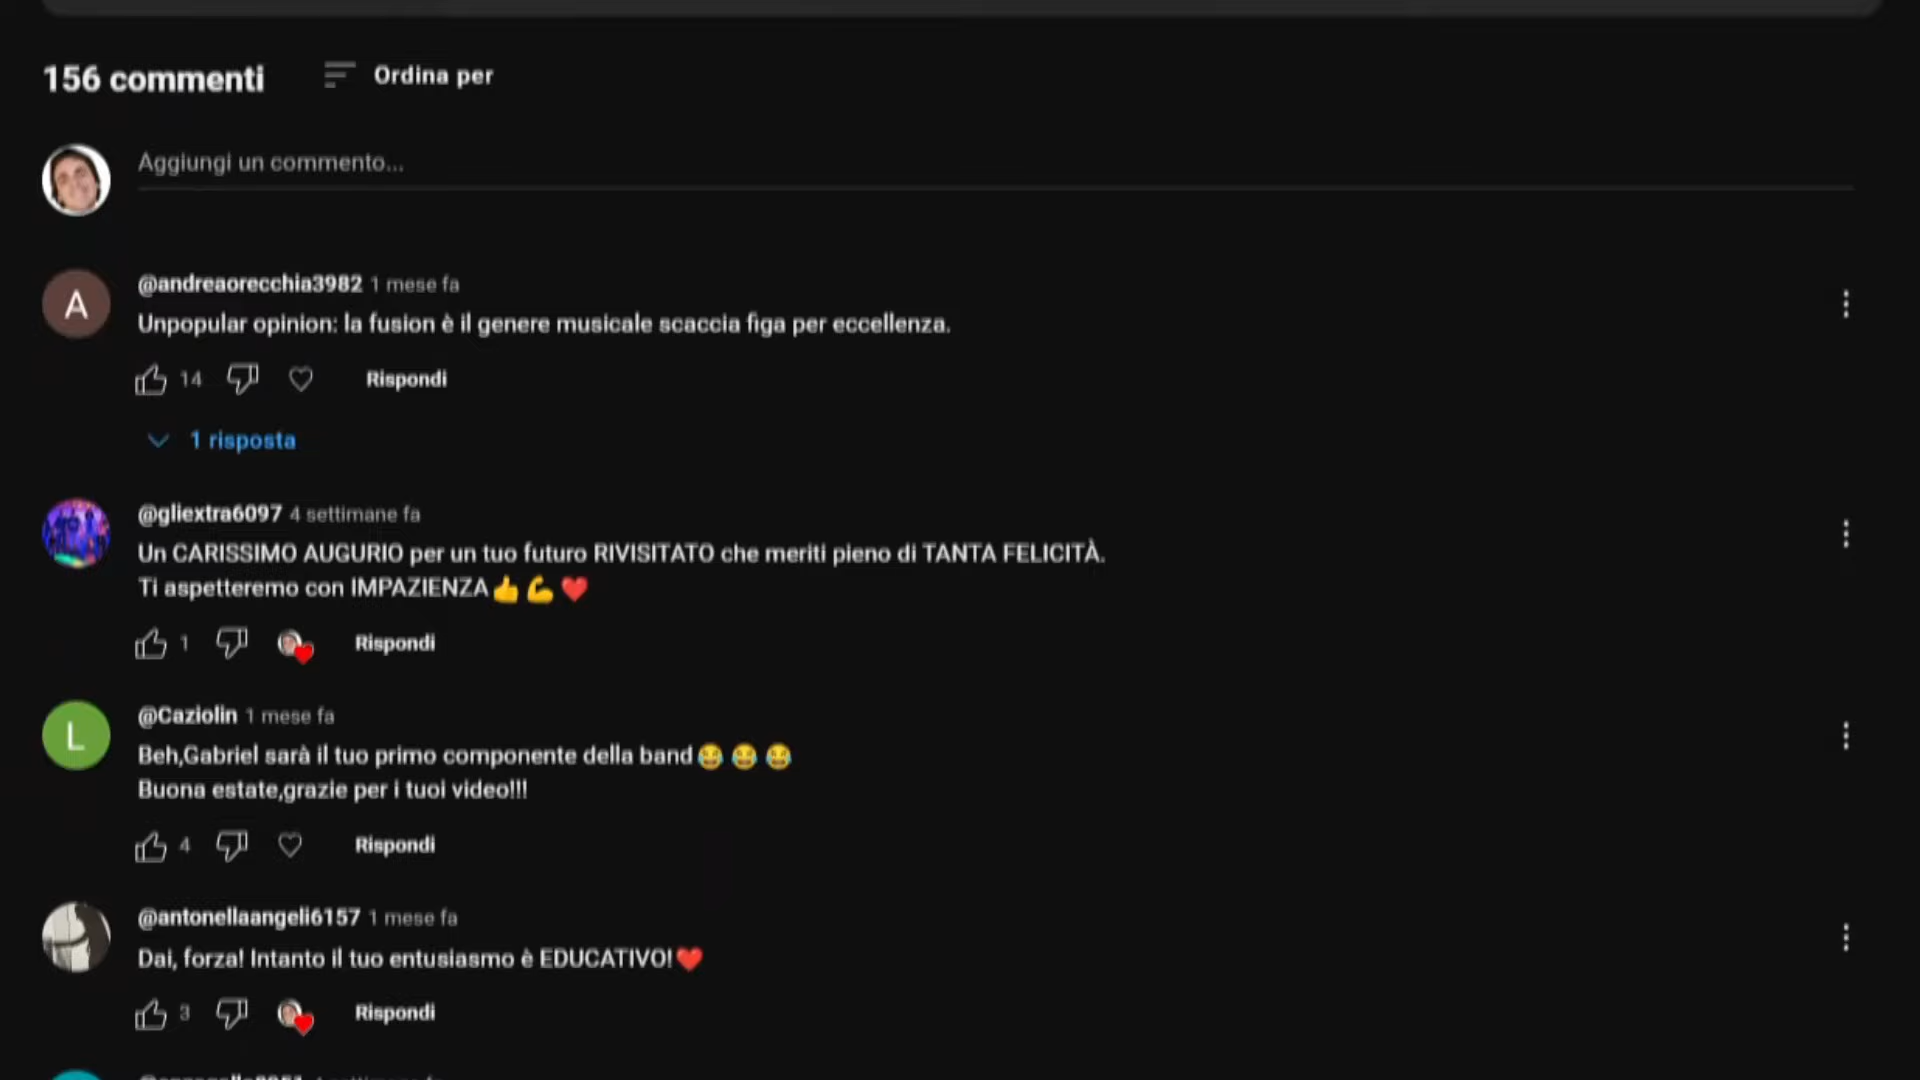 156 commenti
Ordina per
Aggiungi un commento...
@andreaorecchia3982 1 mese fa
A
Unpopular opinion: la fusion è il genere musicale scaccia figa per eccellenza.
14
Rispondi
1 risposta
@gliextra6097 4 settimane fa
Un CARISSIMO AUGURIO per un tuo futuro RIVISITATO che meriti pieno di TANTA FELICITÀ.
Ti aspetteremo con IMPAZIENZA👍💪❤️
1
Rispondi
@Caziolin 1 mese fa
L
Beh,Gabriel sarà il tuo primo componente della band😂😂😂
Buona estate,grazie per i tuoi video!!!
4
Rispondi
@antonellaangeli6157 1 mese fa
Dai, forza! Intanto il tuo entusiasmo è EDUCATIVO!❤️
3
Rispondi